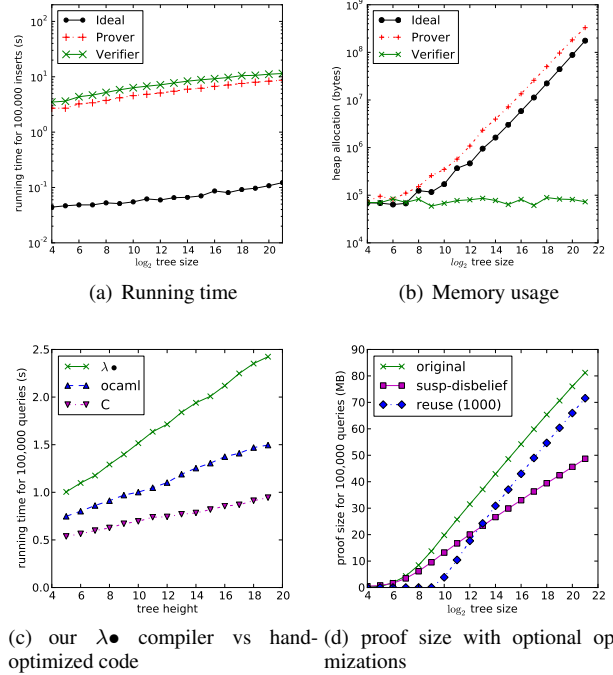 10²
10¹
10⁰
10⁻¹
10⁻²
running time for 100,000 inserts (s)
Ideal
Prover
Verifier
4 6 8 10 12 14 16 18 20
log₂ tree size
(a) Running time
10⁹
10⁸
10⁷
10⁶
10⁵
10⁴
heap allocation (bytes)
Ideal
Prover
Verifier
4 6 8 10 12 14 16 18 20 22
log₂ tree size
(b) Memory usage
2.5
2.0
1.5
1.0
0.5
0.0
running time for 100,000 queries (s)
λ●
ocaml
C
4 6 8 10 12 14 16 18 20
tree height
(c) our λ● compiler vs hand-
optimized code
90
80
70
60
50
40
30
20
10
0
proof size for 100,000 queries (MB)
original
susp-disbelief
reuse (1000)
4 6 8 10 12 14 16 18 20 22
log₂ tree size
(d) proof size with optional op
mizations